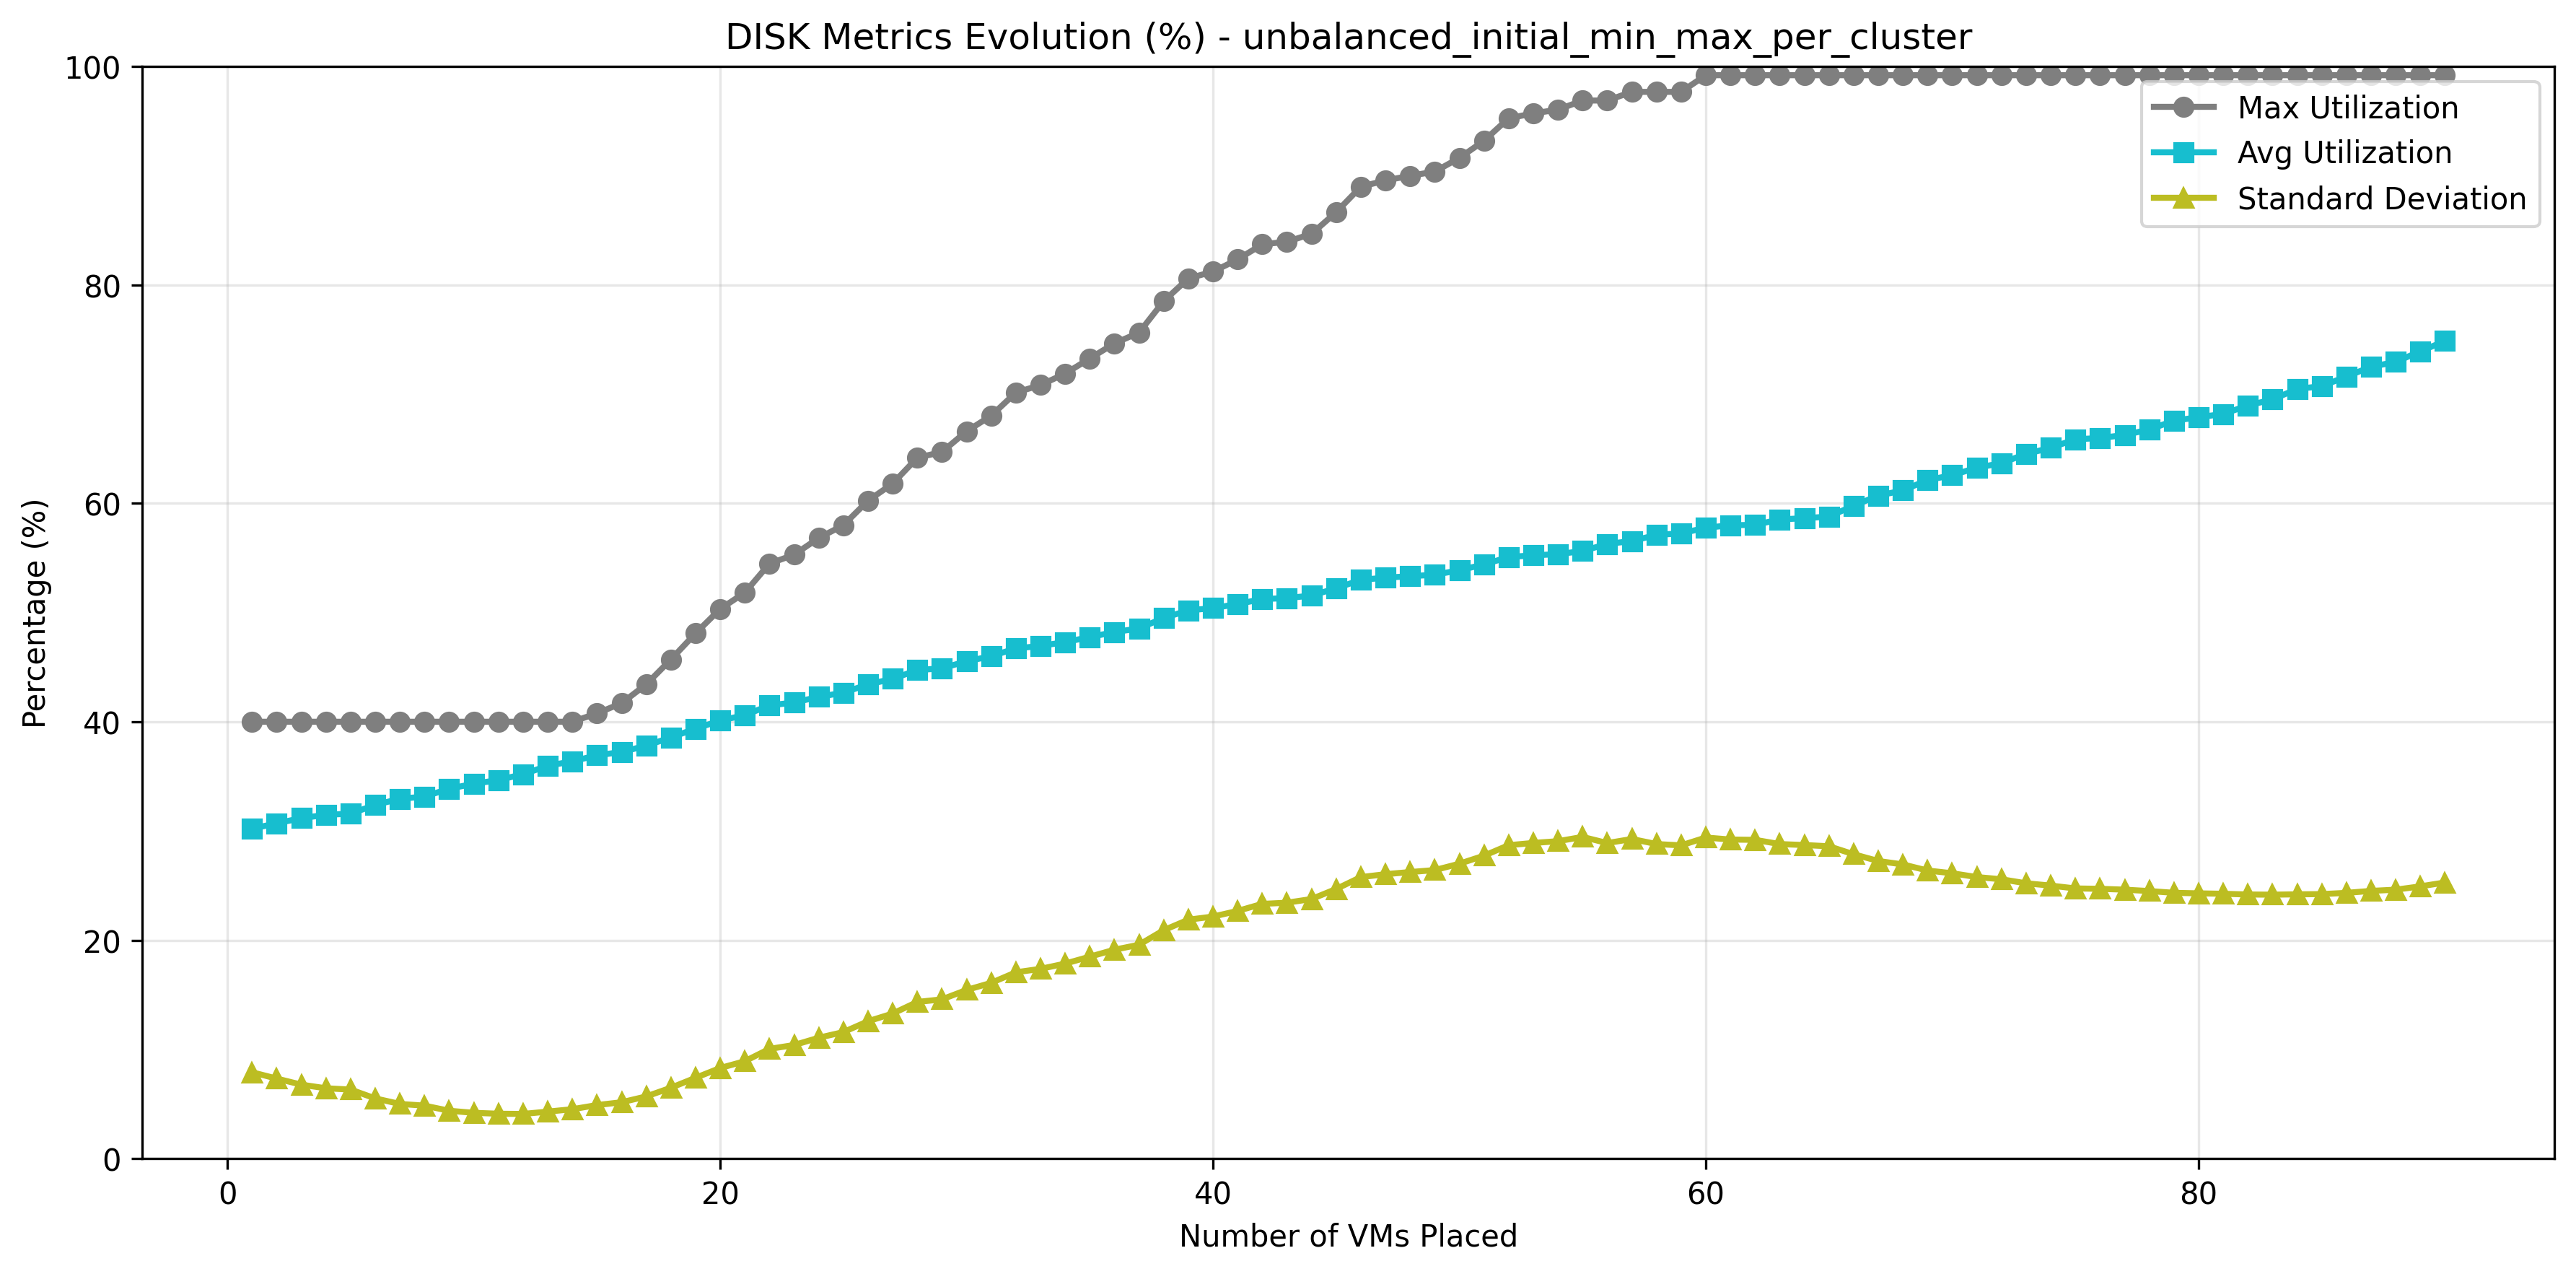 DISK Metrics Evolution (%) - unbalanced_initial_min_max_per_cluster
100
80
60
40
20
0
Percentage (%)
Max Utilization
Avg Utilization
Standard Deviation
0 20 40 60 80
Number of VMs Placed